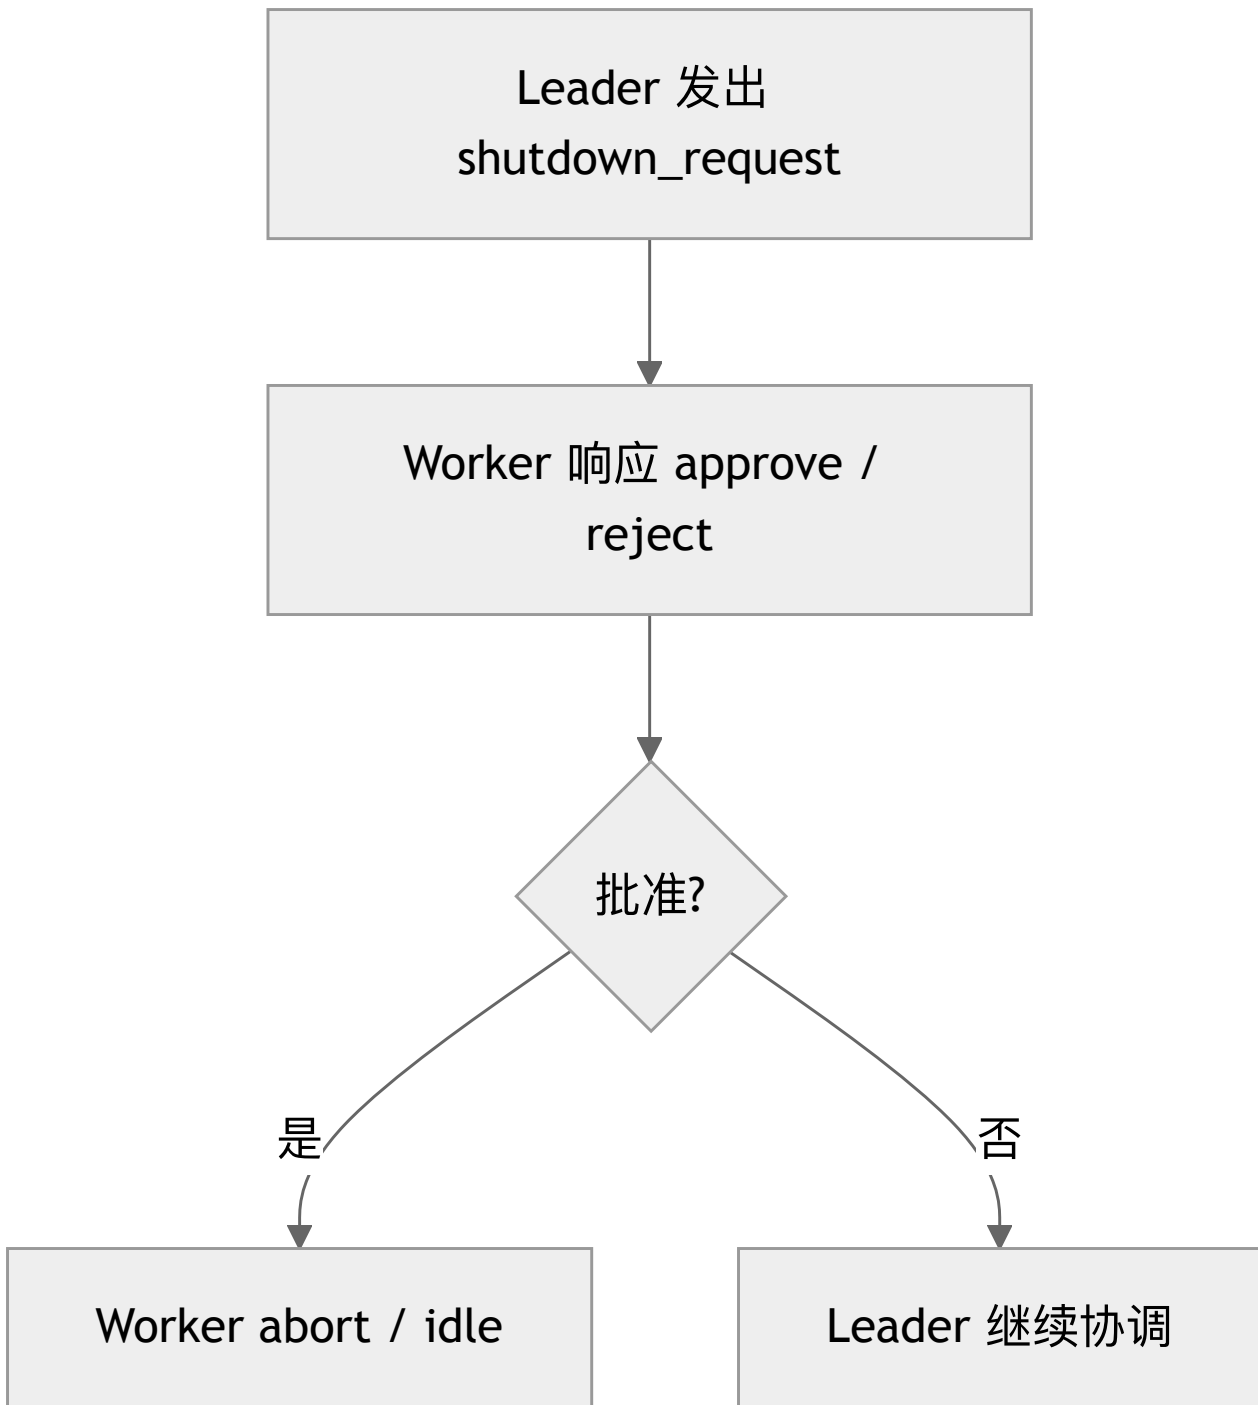 Leader 发出
shutdown_request
Worker 响应 approve /
reject
批准?
是
否
Worker abort / idle
Leader 继续协调